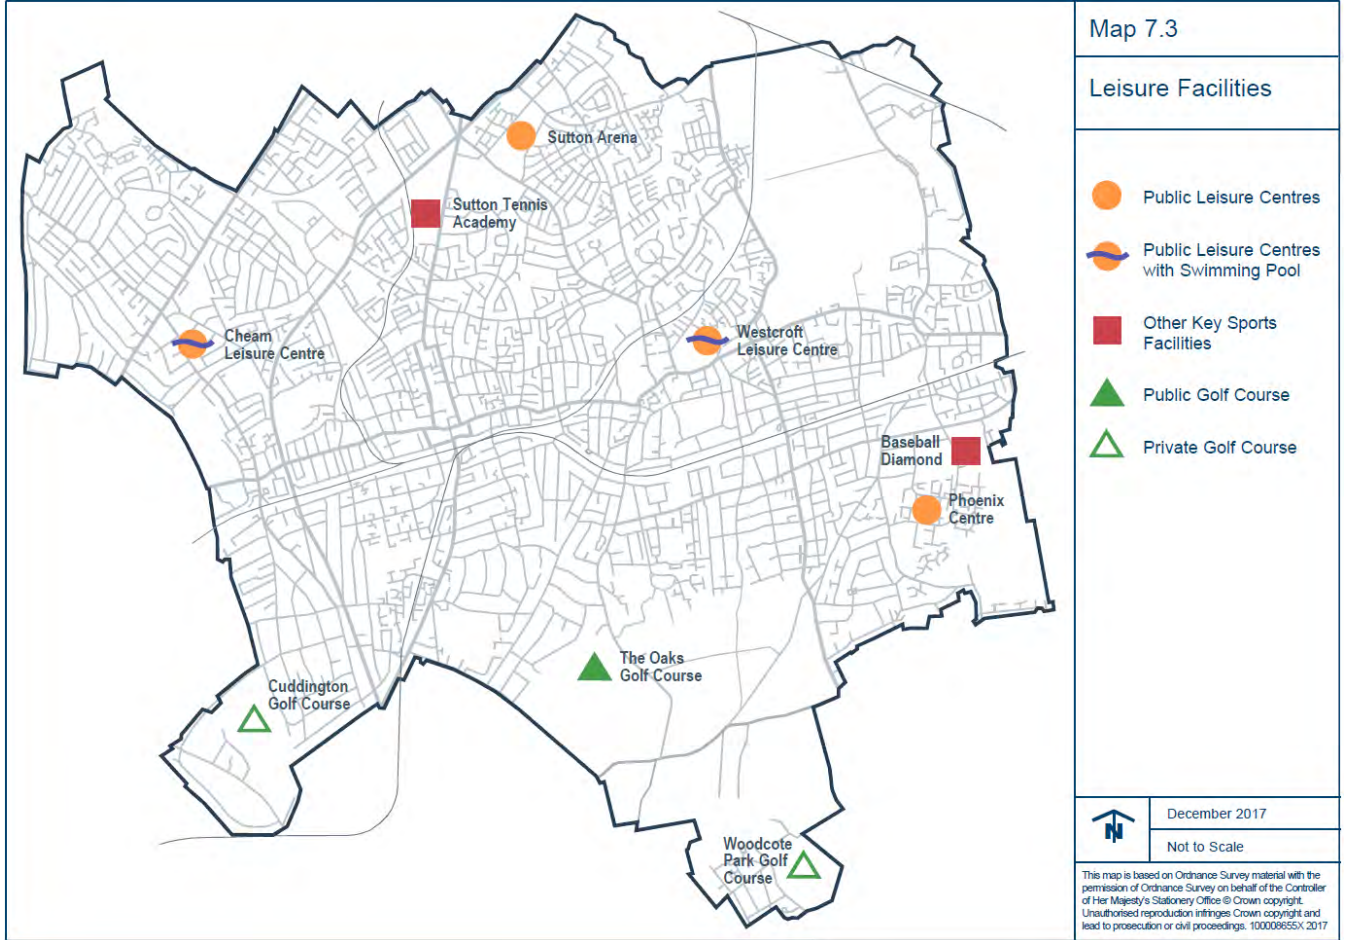 Map 7.3
Leisure Facilities
Public Leisure Centres
Public Leisure Centres
with Swimming Pool
Other Key Sports
Facilities
Public Golf Course
Private Golf Course
Sutton Arena
Sutton Tennis
Academy
Cheam
Leisure Centre
Westcroft
Leisure Centre
Baseball
Diamond
Phoenix
Centre
The Oaks
Golf Course
Cuddington
Golf Course
Woodcote
Park Golf
Course
N
December 2017
Not to Scale
This map is based on Ordnance Survey material with the
permission of Ordnance Survey on behalf of the Controller
of Her Majesty's Stationery Office © Crown copyright.
Unauthorised reproduction infringes Crown copyright and
lead to prosecution or civil proceedings. 100008655X 2017